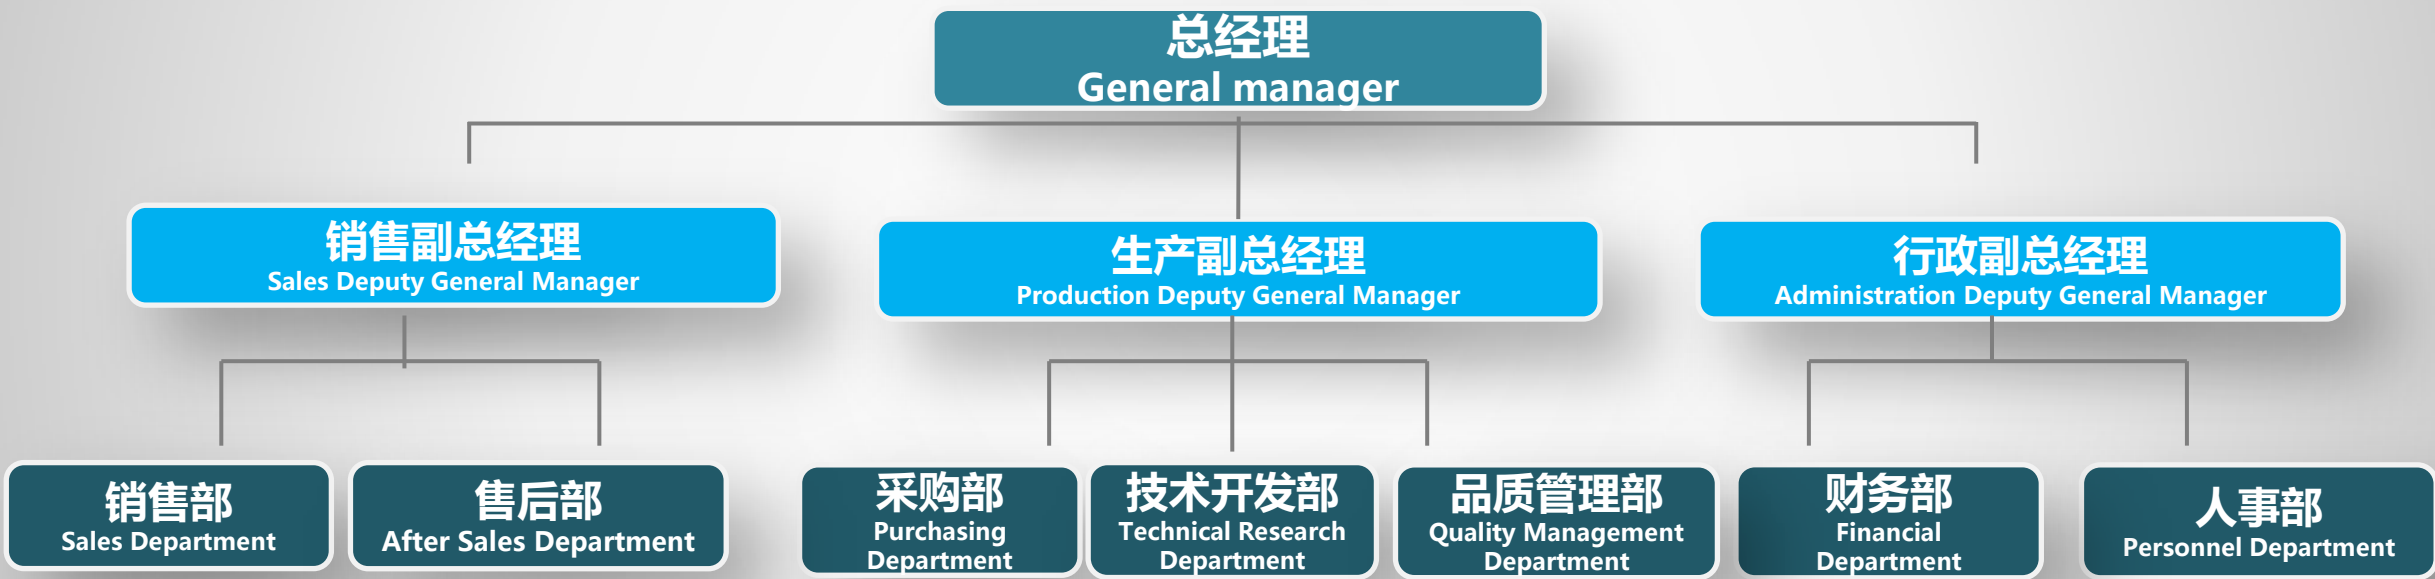 总经理
General manager
销售副总经理
Sales Deputy General Manager
生产副总经理
Production Deputy General Manager
行政副总经理
Administration Deputy General Manager
销售部
Sales Department
售后部
After Sales Department
采购部
Purchasing
Department
技术开发部
Technical Research
Department
品质管理部
Quality Management
Department
财务部
Financial
Department
人事部
Personnel Department